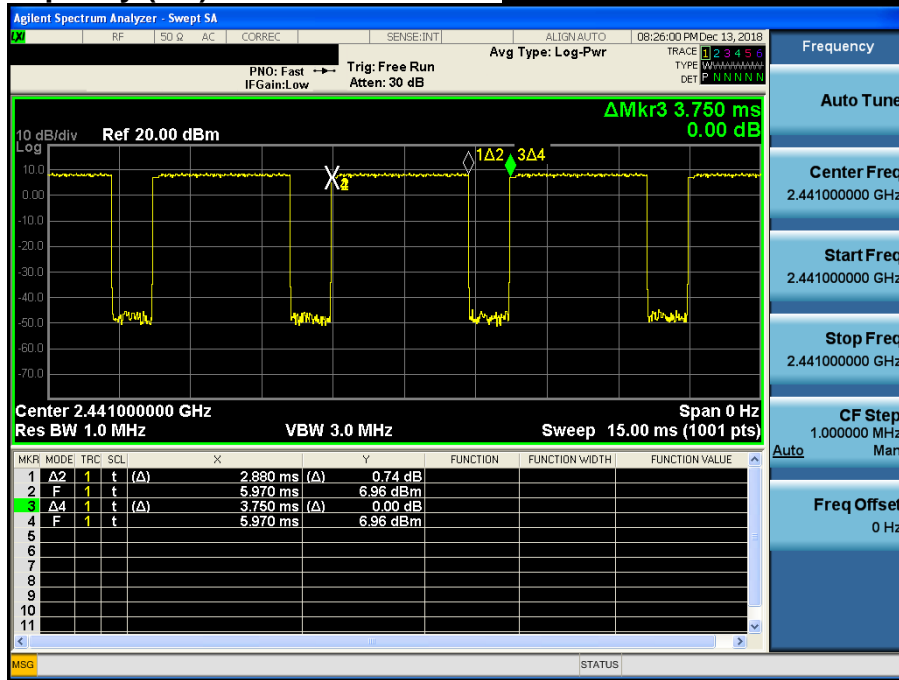 Agilent Spectrum Analyzer - Swept SA
LXI RF 50 Ω AC CORREC SENSE:INT ALIGN AUTO 08:26:00 PM Dec 13, 2018
Avg Type: Log-Pwr TRACE 1 2 3 4 5 6
PNO: Fast Trig: Free Run TYPE WWWWWW
IFGain:Low Atten: 30 dB DET P N N N N N
ΔMkr3 3.750 ms
10 dB/div Ref 20.00 dBm 0.00 dB
Log
1Δ2 3Δ4
10.0
2
0.00
-10.0
-20.0
-30.0
-40.0
-50.0
-60.0
-70.0
Center 2.441000000 GHz Span 0 Hz
Res BW 1.0 MHz VBW 3.0 MHz Sweep 15.00 ms (1001 pts)
MKR MODE TRC SCL X Y FUNCTION FUNCTION WIDTH FUNCTION VALUE
1 Δ2 1 t (Δ) 2.880 ms (Δ) 0.74 dB
2 F 1 t 5.970 ms 6.96 dBm
3 Δ4 1 t (Δ) 3.750 ms (Δ) 0.00 dB
4 F 1 t 5.970 ms 6.96 dBm
5
6
7
8
9
10
11
MSG STATUS
Frequency
Auto Tune
Center Freq
2.441000000 GHz
Start Freq
2.441000000 GHz
Stop Freq
2.441000000 GHz
CF Step
1.000000 MHz
Auto Man
Freq Offset
0 Hz